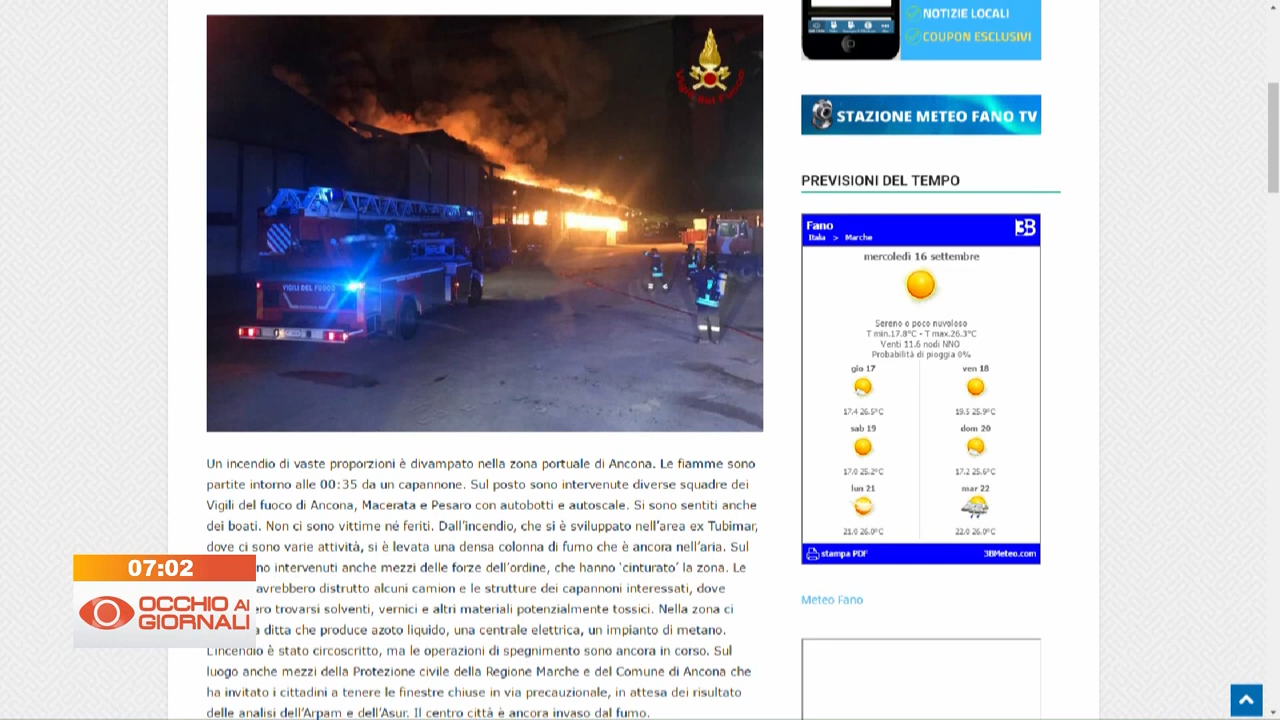 NOTIZIE LOCALI
COUPON ESCLUSIVI
STAZIONE METEO FANO TV
PREVISIONI DEL TEMPO
Vigili del Fuoco
VIGILI DEL FUOCO
Fano
Italia > Marche
3B
mercoledì 16 settembre
Sereno o poco nuvoloso
T min.17.8°C - T max.26.3°C
Venti 11.6 nodi NNO
Probabilità di pioggia 0%
gio 17
ven 18
17.4 26.5°C
19.5 25.9°C
sab 19
dom 20
17.0 25.2°C
17.2 25.6°C
lun 21
mar 22
21.0 26.0°C
22.0 26.0°C
stampa PDF
3BMeteo.com
Meteo Fano
Un incendio di vaste proporzioni è divampato nella zona portuale di Ancona. Le fiamme sono
partite intorno alle 00:35 da un capannone. Sul posto sono intervenute diverse squadre dei
Vigili del fuoco di Ancona, Macerata e Pesaro con autobotti e autoscale. Si sono sentiti anche
dei boati. Non ci sono vittime né feriti. Dall'incendio, che si è sviluppato nell'area ex Tubimar,
dove ci sono varie attività, si è levata una densa colonna di fumo che è ancora nell'aria. Sul
no intervenuti anche mezzi delle forze dell'ordine, che hanno 'cinturato' la zona. Le
avrebbero distrutto alcuni camion e le strutture dei capannoni interessati, dove
ero trovarsi solventi, vernici e altri materiali potenzialmente tossici. Nella zona ci
a ditta che produce azoto liquido, una centrale elettrica, un impianto di metano.
L'incendio è stato circoscritto, ma le operazioni di spegnimento sono ancora in corso. Sul
luogo anche mezzi della Protezione civile della Regione Marche e del Comune di Ancona che
ha invitato i cittadini a tenere le finestre chiuse in via precauzionale, in attesa dei risultato
delle analisi dell'Arpam e dell'Asur. Il centro città è ancora invaso dal fumo.
07:02
OCCHIO AI
GIORNALI